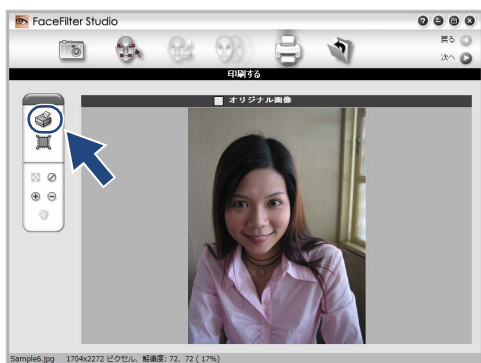 FaceFilter Studio
戻る
次へ
印刷する
オリジナル画像
Sample6.jpg 1704x2272 ピクセル、解像度: 72、72 ( 17%)